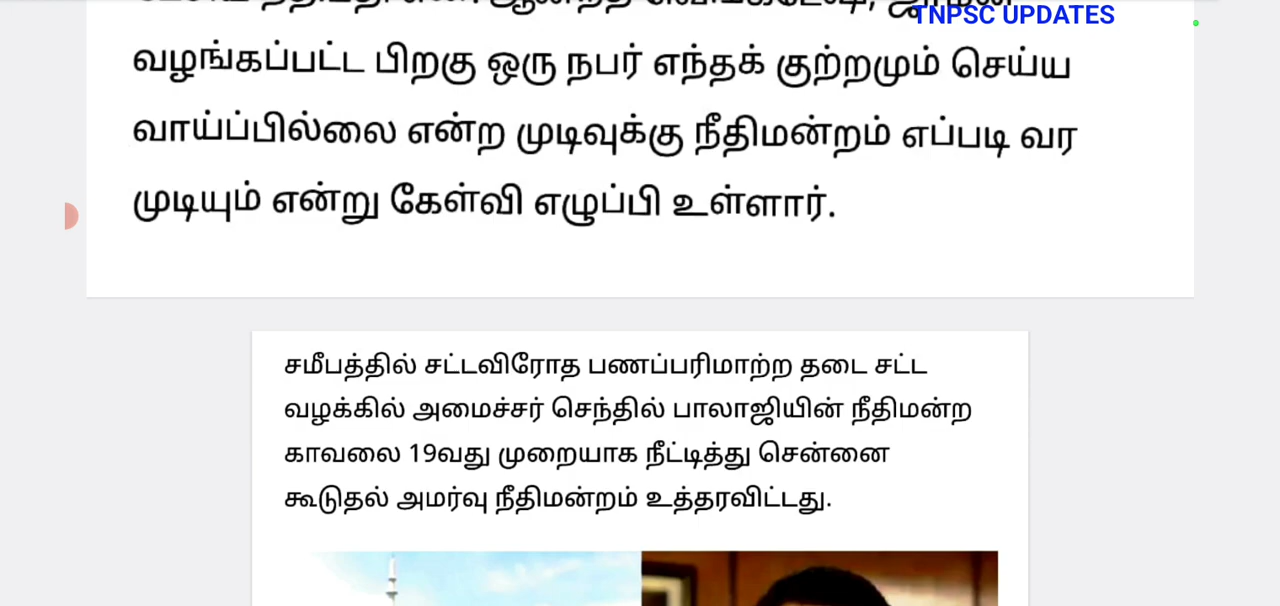 TNPSC UPDATES
வழங்கப்பட்ட பிறகு ஒரு நபர் எந்தக் குற்றமும் செய்ய
வாய்ப்பில்லை என்ற முடிவுக்கு நீதிமன்றம் எப்படி வர
முடியும் என்று கேள்வி எழுப்பி உள்ளார்.
சமீபத்தில் சட்டவிரோத பணப்பரிமாற்ற தடை சட்ட
வழக்கில் அமைச்சர் செந்தில் பாலாஜியின் நீதிமன்ற
காவலை 19வது முறையாக நீட்டித்து சென்னை
கூடுதல் அமர்வு நீதிமன்றம் உத்தரவிட்டது.